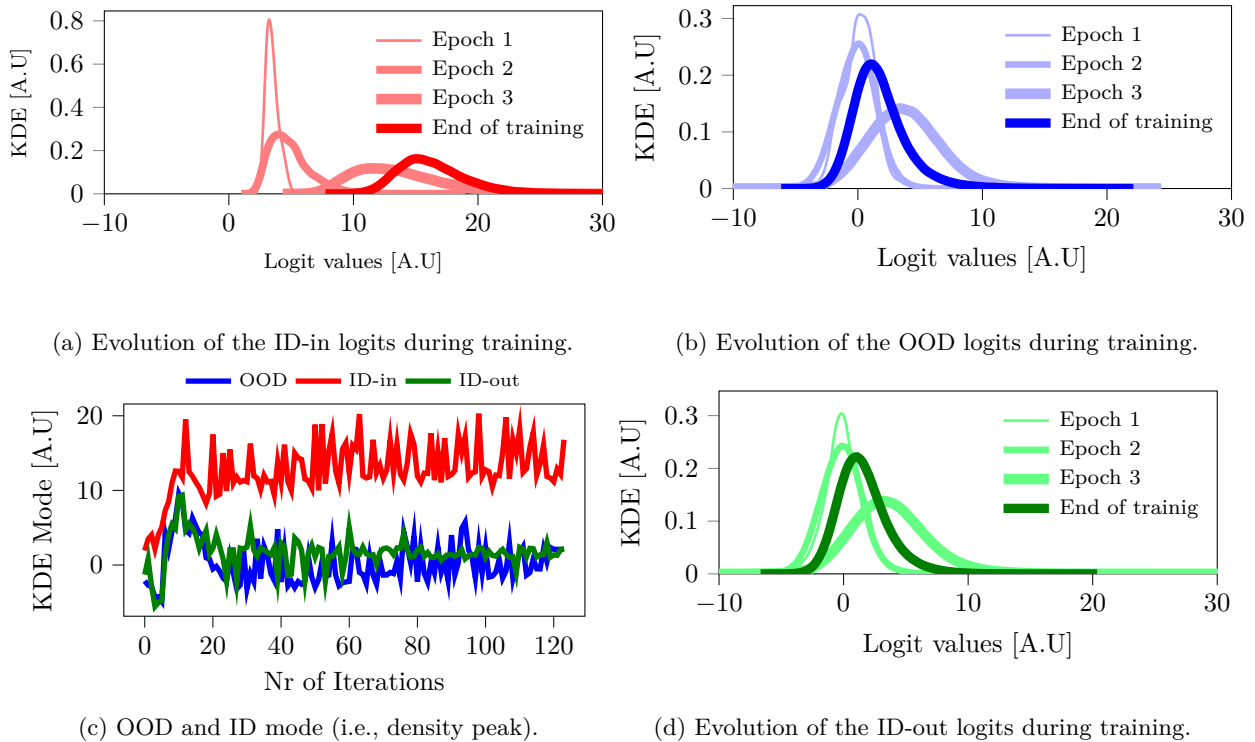 0.8
0.6
0.4
0.2
0
KDE [A.U]
Epoch 1
Epoch 2
Epoch 3
End of training
−10 0 10 20 30
Logit values [A.U]
(a) Evolution of the ID-in logits during training.
0.3
0.2
0.1
0
KDE [A.U]
Epoch 1
Epoch 2
Epoch 3
End of training
−10 0 10 20 30
Logit values [A.U]
(b) Evolution of the OOD logits during training.
OOD ID-in ID-out
20
10
0
KDE Mode [A.U]
0 20 40 60 80 100 120
Nr of Iterations
(c) OOD and ID mode (i.e., density peak).
0.3
0.2
0.1
0
KDE [A.U]
Epoch 1
Epoch 2
Epoch 3
End of trainig
−10 0 10 20 30
Logit values [A.U]
(d) Evolution of the ID-out logits during training.